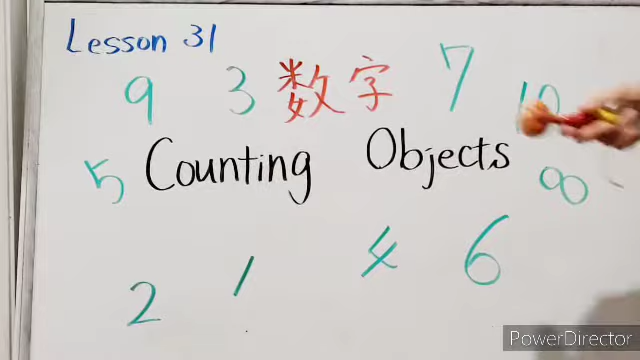 Lesson 31
9 3 数字 7 10
Counting Objects
5 8
2 1 4 6
PowerDirector